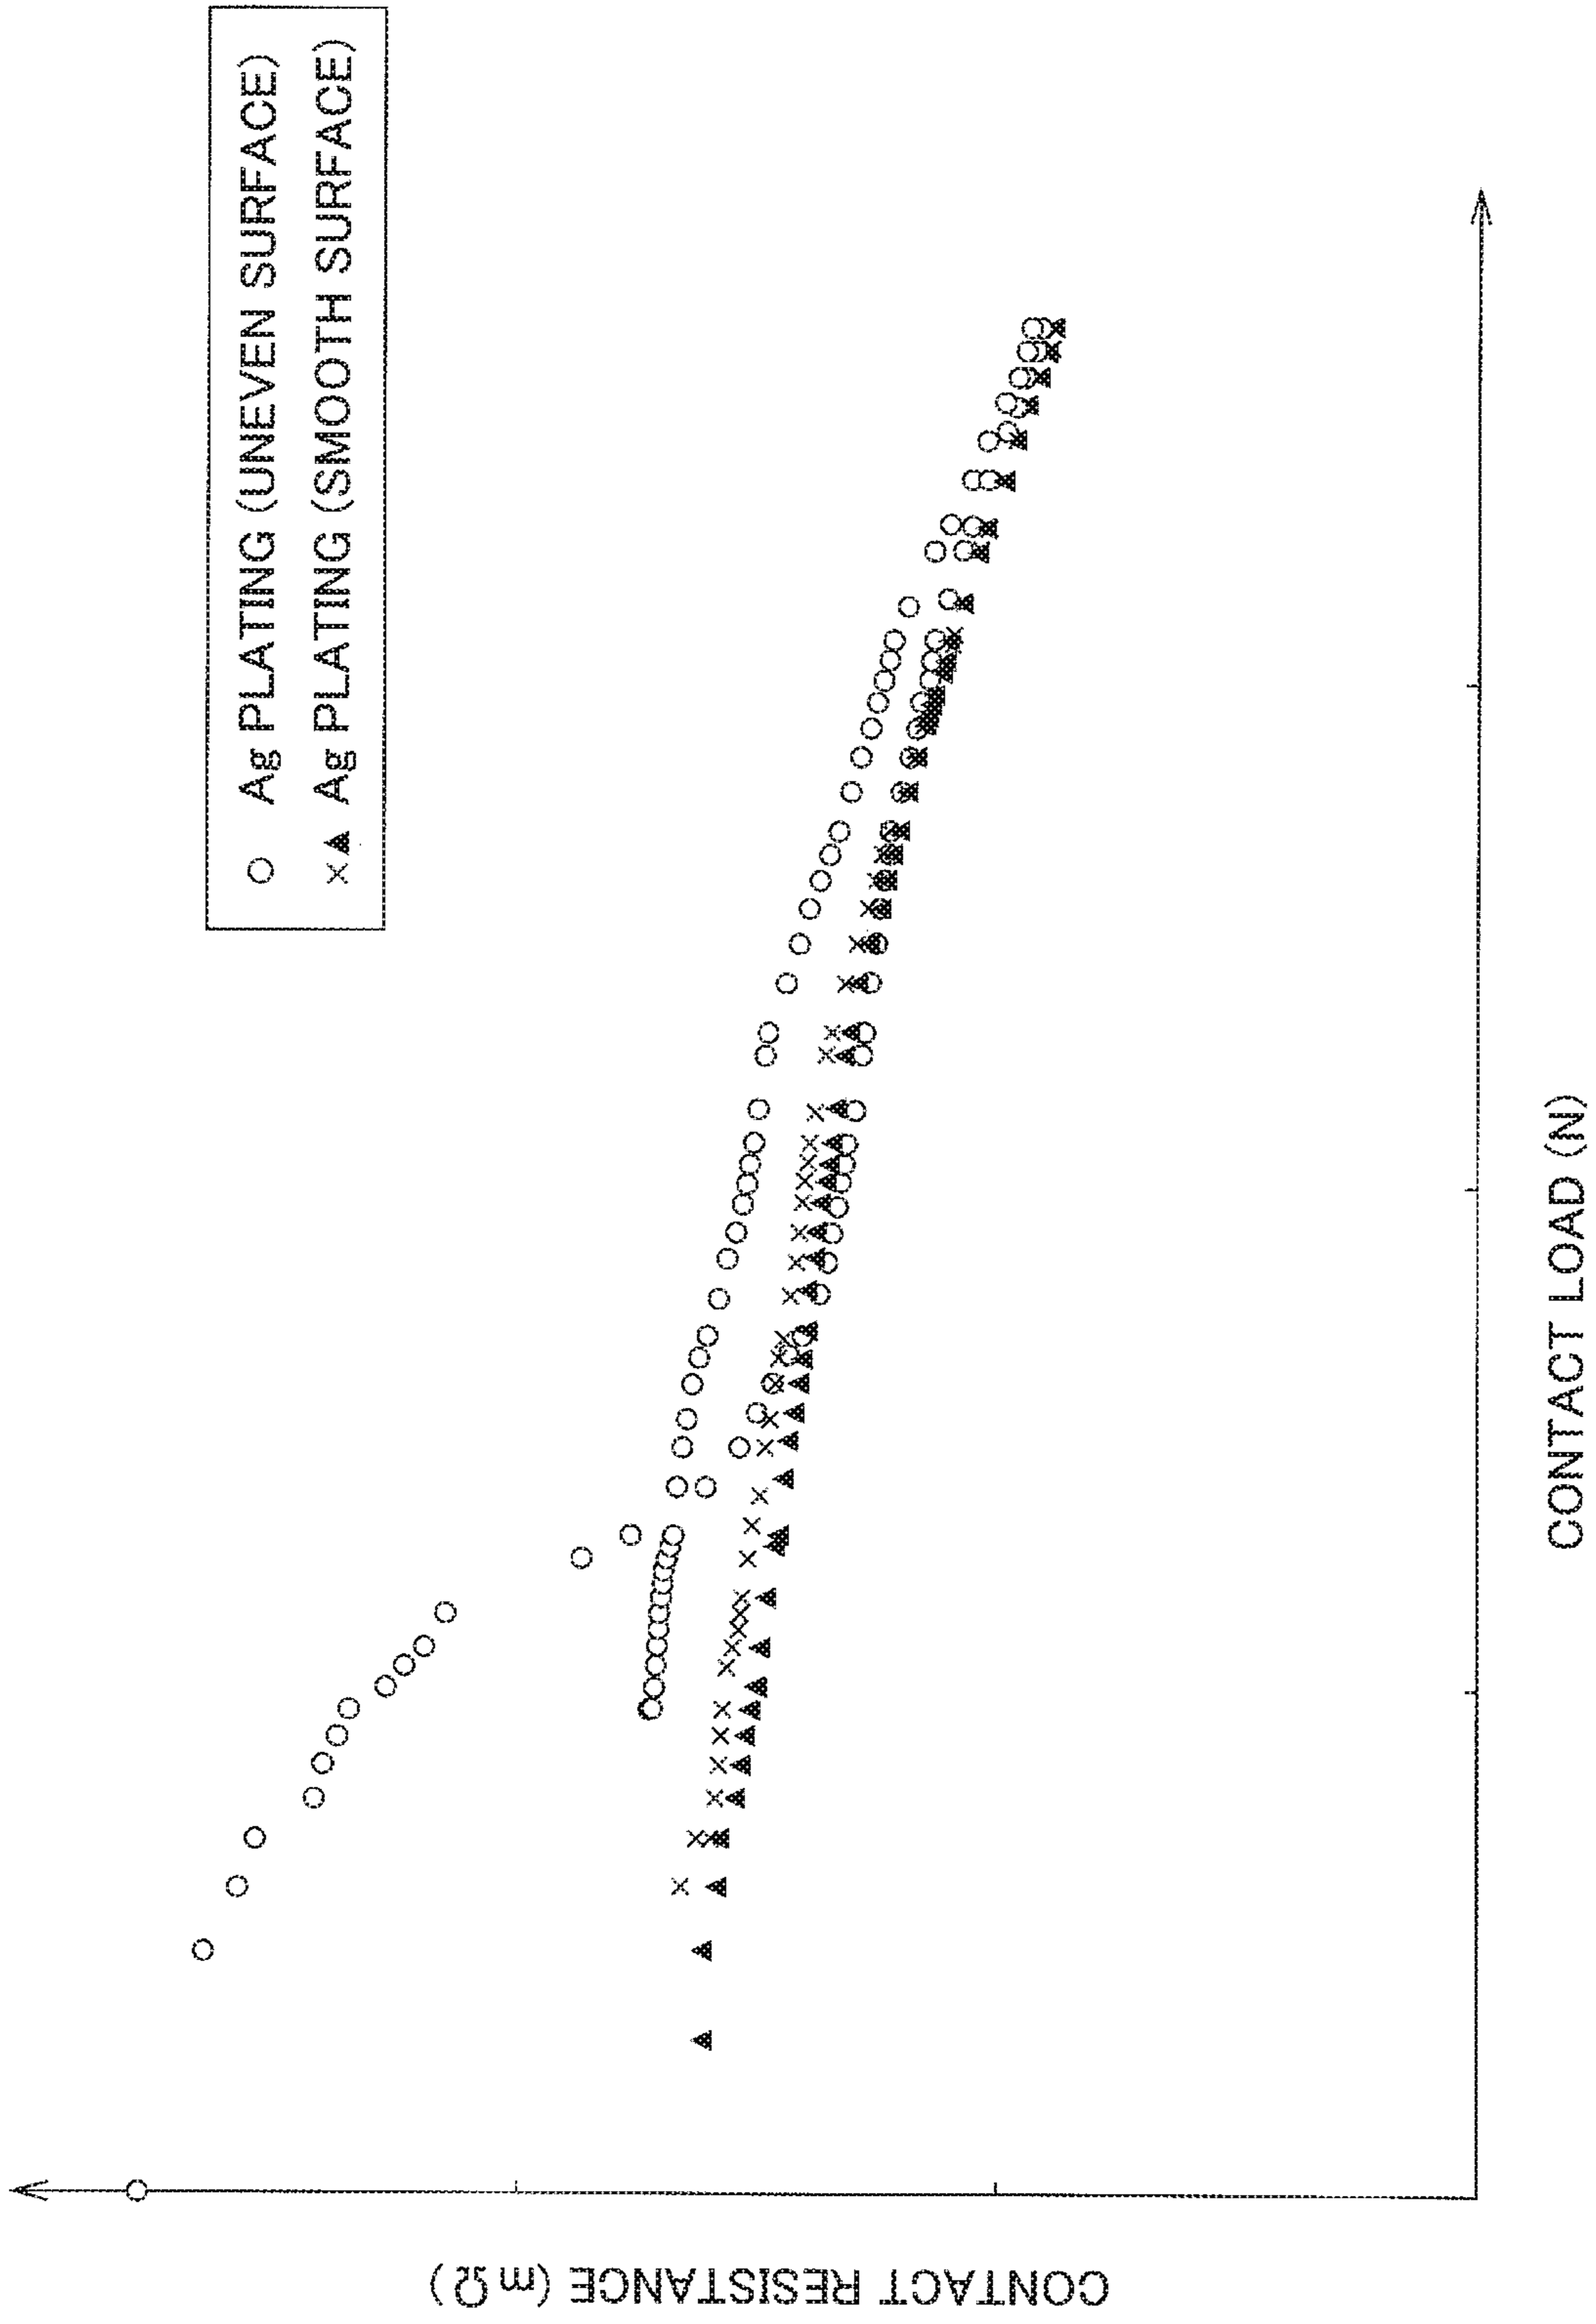 ○ Ag PLATING (UNEVEN SURFACE)
×▲ Ag PLATING (SMOOTH SURFACE)
CONTACT RESISTANCE (mΩ)
CONTACT LOAD (N)